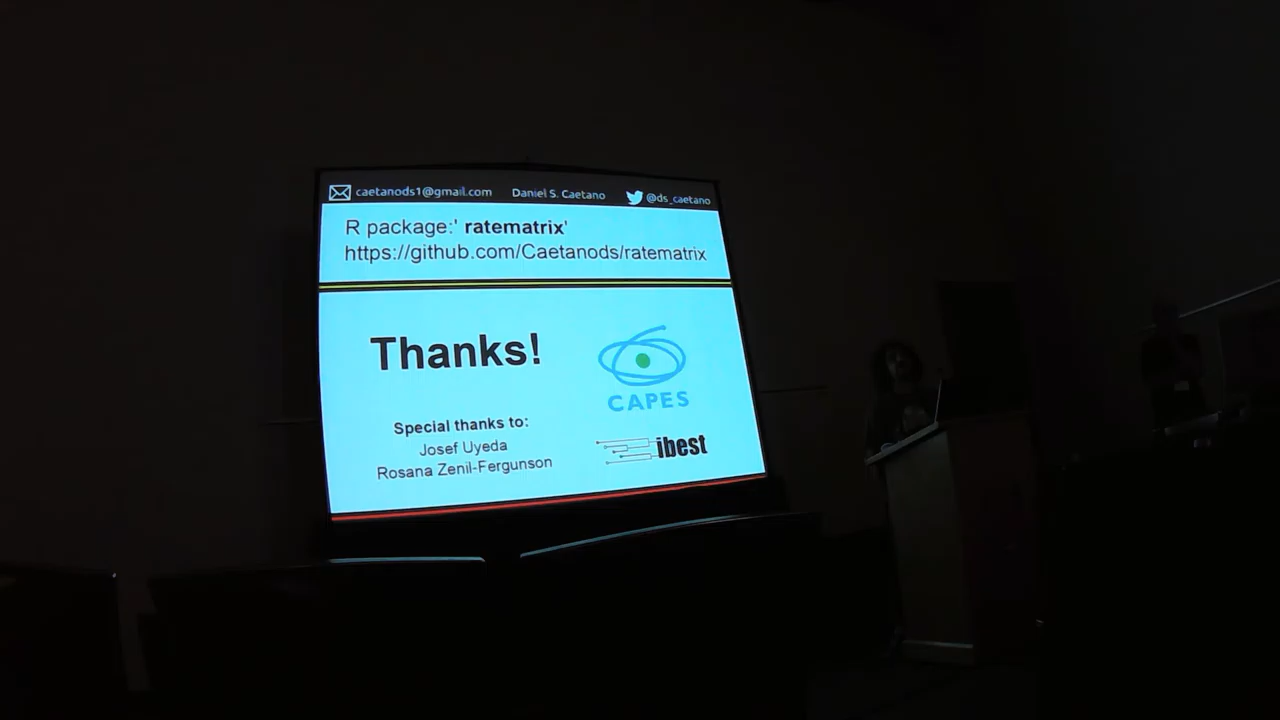 caetanods1@gmail.com Daniel S. Caetano @ds_caetano
R package:' ratematrix'
https://github.com/Caetanods/ratematrix
Thanks!
CAPES
Special thanks to:
Josef Uyeda
Rosana Zenil-Fergunson
ibest